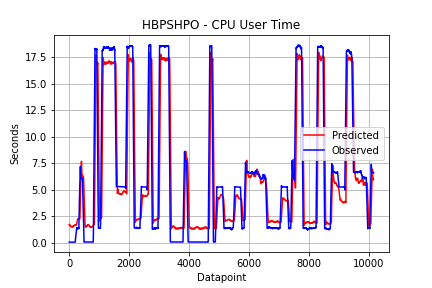 HBPSHPO - CPU User Time
Seconds
17.5
15.0
12.5
10.0
7.5
5.0
2.5
0.0
Predicted
Observed
0 2000 4000 6000 8000 10000
Datapoint